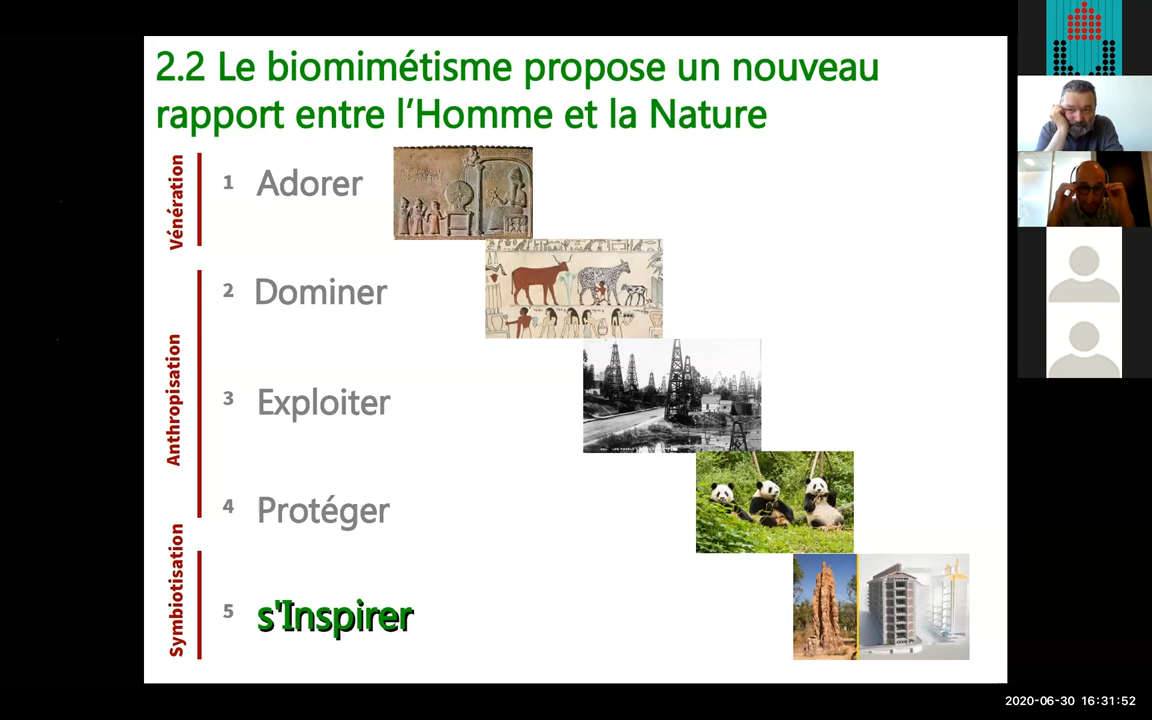 2.2 Le biomimétisme propose un nouveau
rapport entre l’Homme et la Nature
Vénération
1 Adorer
Anthropisation
2 Dominer
3 Exploiter
4 Protéger
Symbiotisation
5 s'Inspirer
2020-06-30 16:31:52